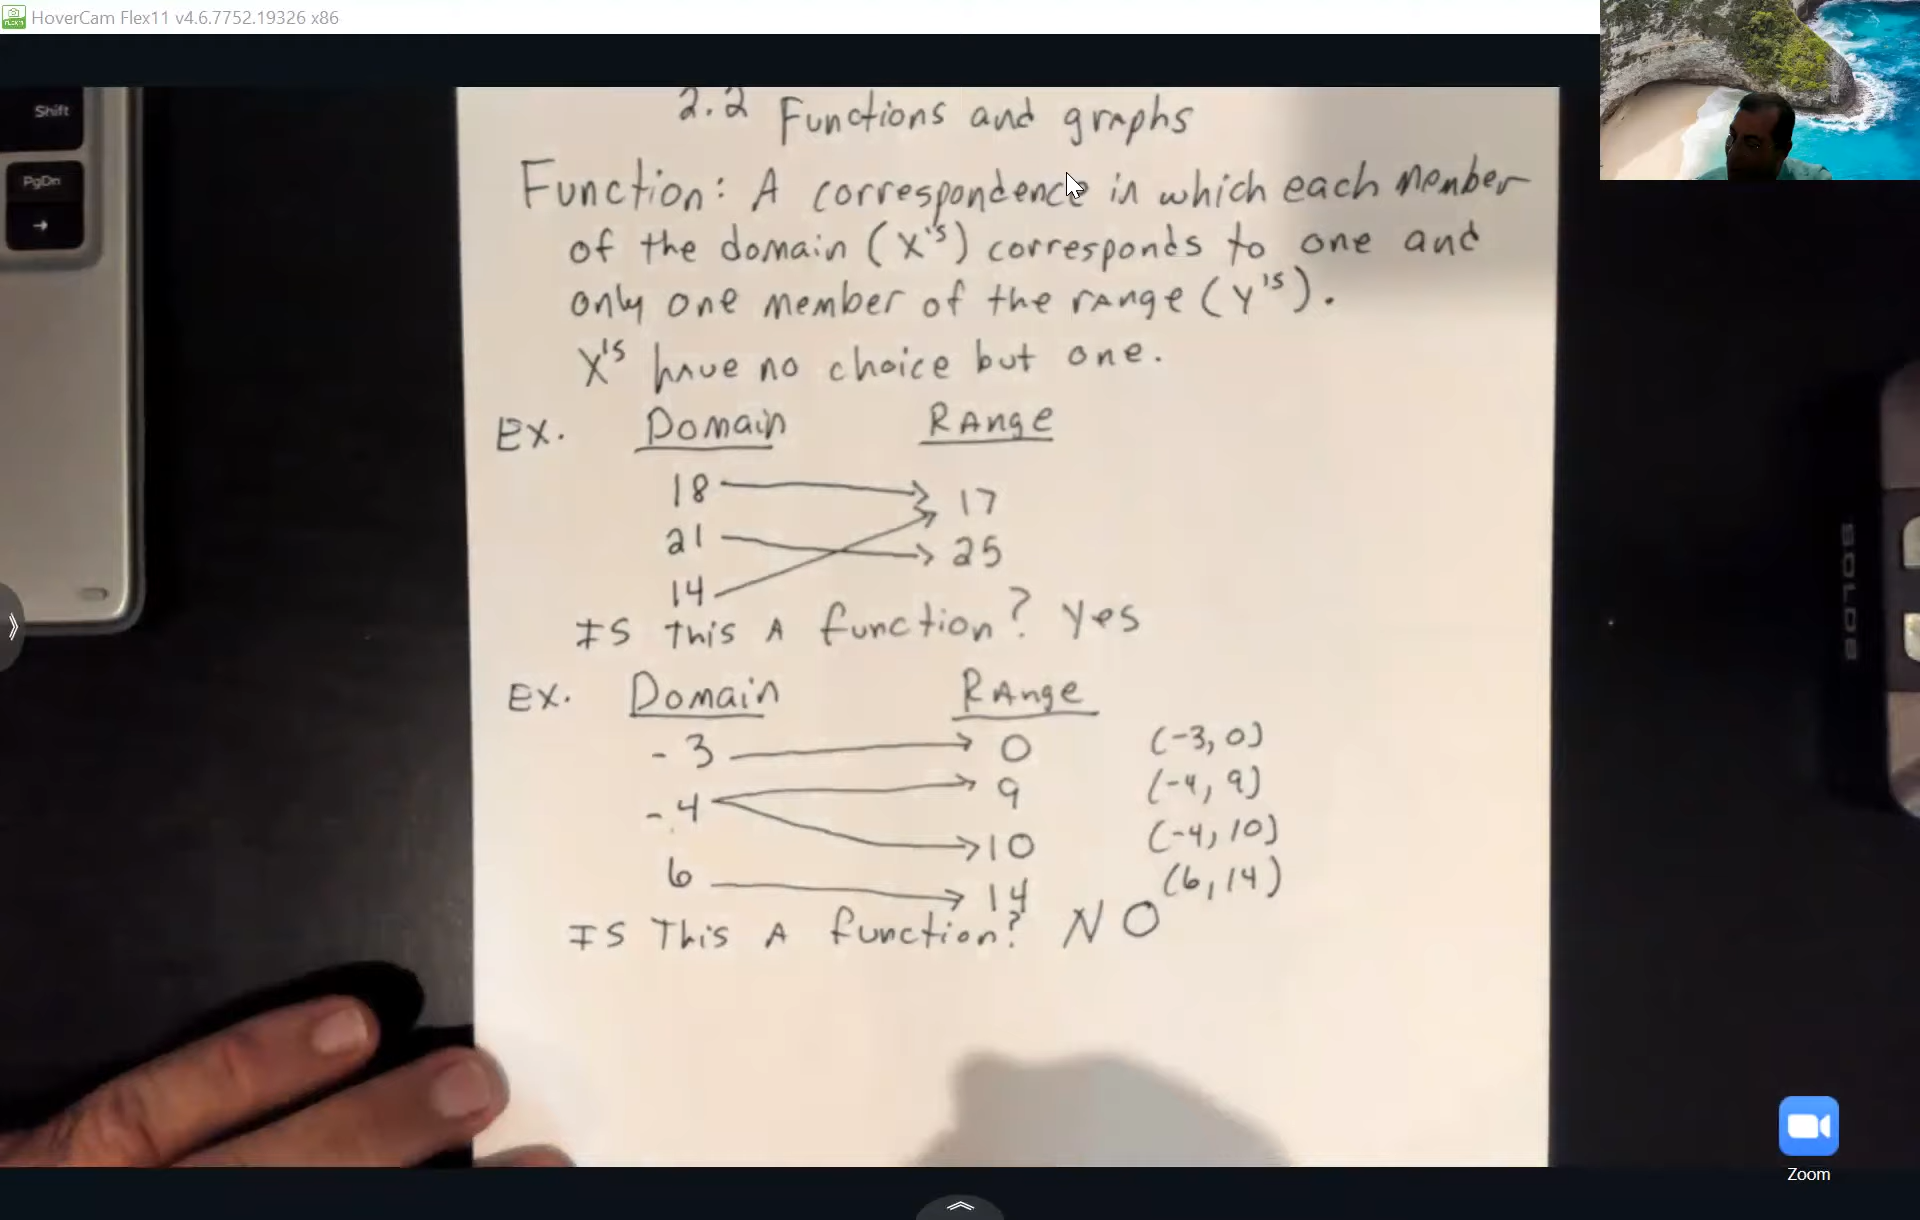 HoverCam Flex11 v4.6.7752.19326 x86
Shift
PgDn
2.2 Functions and graphs
Function: A correspondence in which each member
of the domain (X's) corresponds to one and
only one member of the range (Y's).
X's have no choice but one.
EX. Domain Range
18 17
21 25
14
Is This A function? Yes
EX. Domain Range
-3 0 (-3, 0)
-4 9 (-4, 9)
10 (-4, 10)
6 14 (6, 14)
Is This A function? NO
Zoom